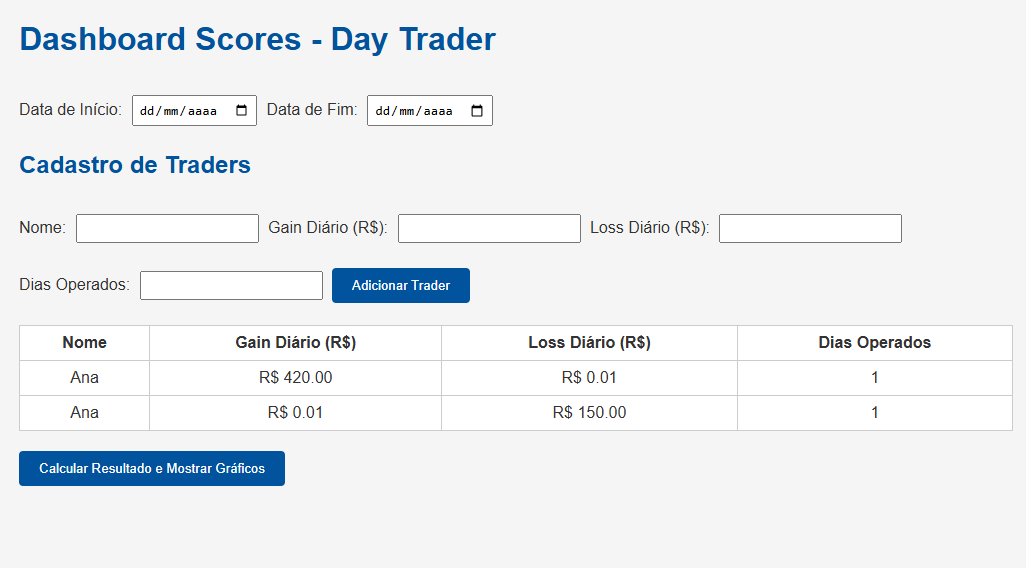 Dashboard Scores - Day Trader
Data de Início: dd/mm/aaaa Data de Fim: dd/mm/aaaa
Cadastro de Traders
Nome: Gain Diário (R$): Loss Diário (R$):
Dias Operados: Adicionar Trader
Nome Gain Diário (R$) Loss Diário (R$) Dias Operados
Ana R$ 420.00 R$ 0.01 1
Ana R$ 0.01 R$ 150.00 1
Calcular Resultado e Mostrar Gráficos